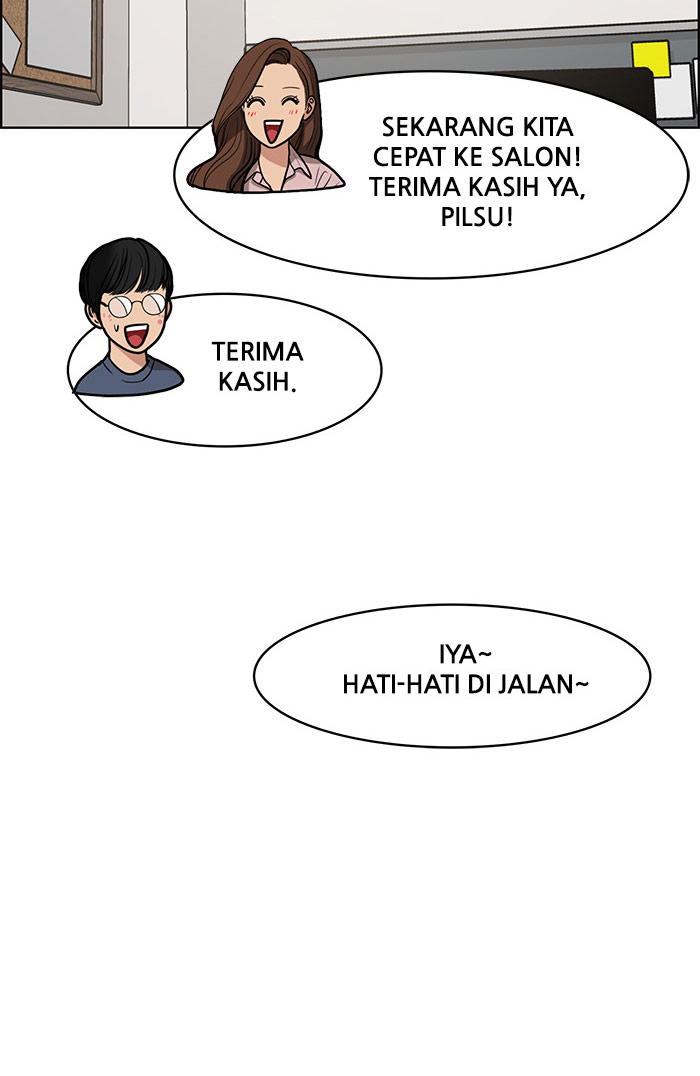 SEKARANG KITA
CEPAT KE SALON!
TERIMA KASIH YA,
PILSU!
TERIMA
KASIH.
IYA~
HATI-HATI DI JALAN~